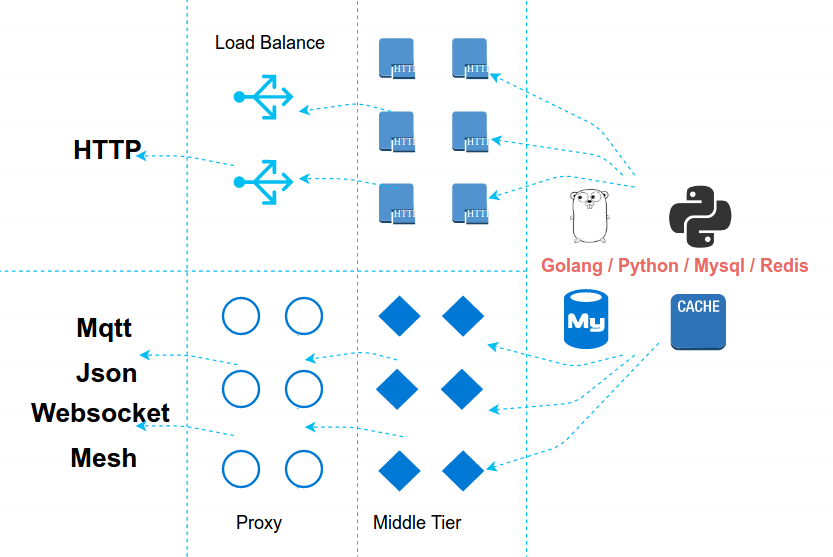 Load Balance
HTTP
HTTP
HTTP
HTTP
HTTP
HTTP
HTTP
Golang / Python / Mysql / Redis
My
CACHE
Mqtt
Json
Websocket
Mesh
Proxy
Middle Tier